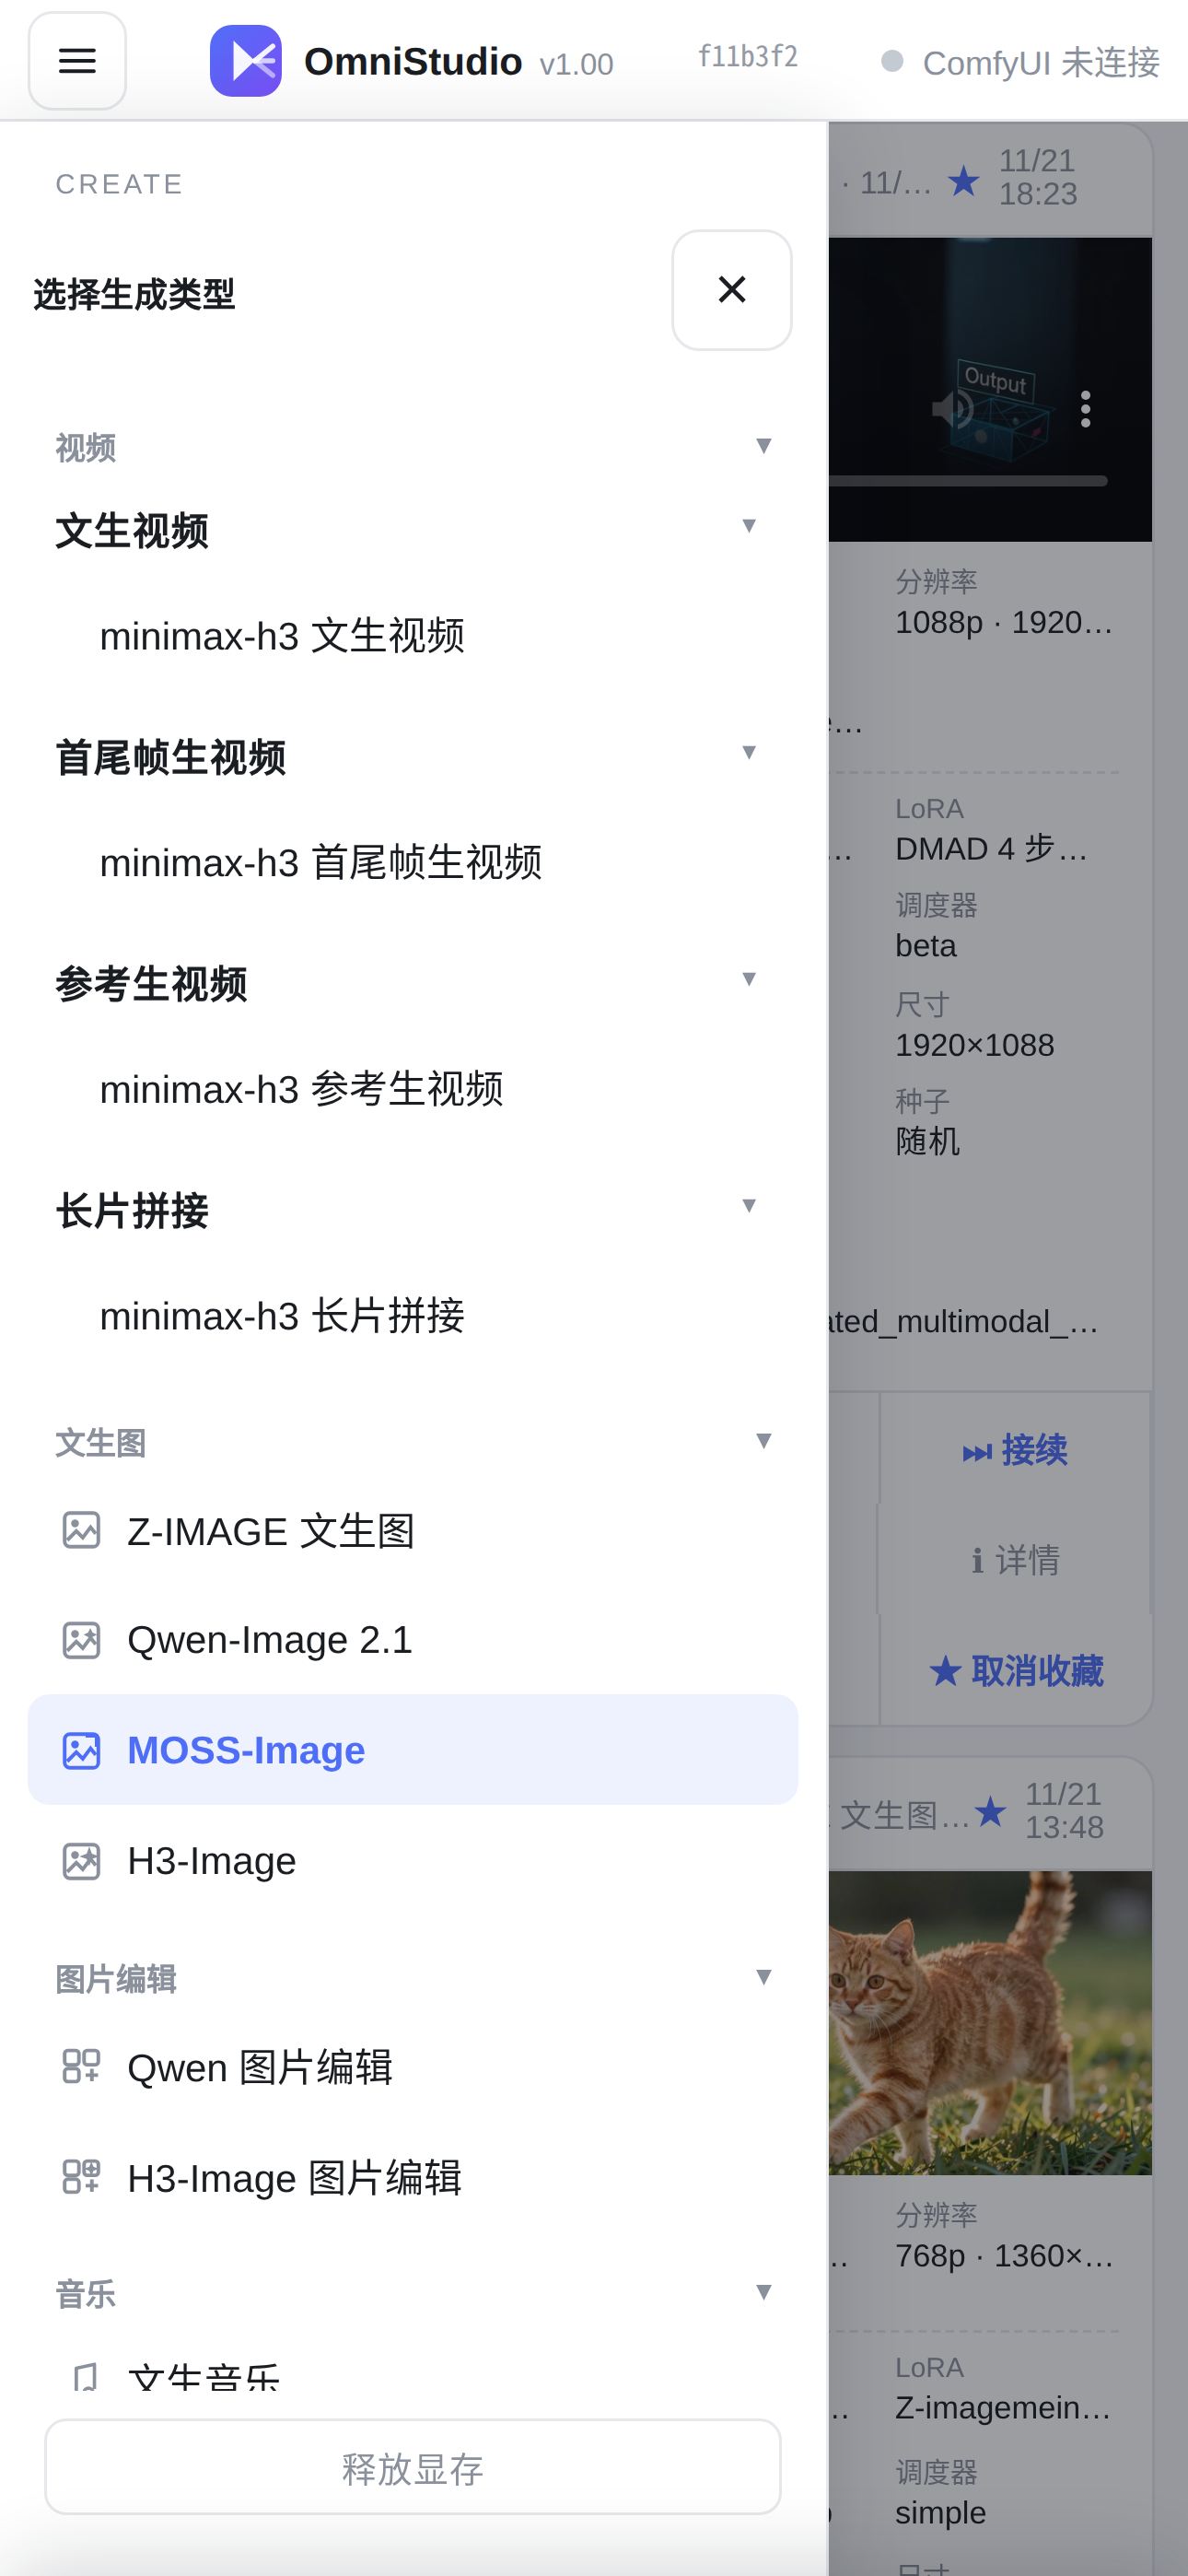 OmniStudio v1.00 f11b3f2 ComfyUI 未连接
CREATE
选择生成类型
视频
文生视频
minimax-h3 文生视频
首尾帧生视频
minimax-h3 首尾帧生视频
参考生视频
minimax-h3 参考生视频
长片拼接
minimax-h3 长片拼接
文生图
Z-IMAGE 文生图
Qwen-Image 2.1
MOSS-Image
H3-Image
图片编辑
Qwen 图片编辑
H3-Image 图片编辑
音乐
文生音乐
释放显存
· 11/… ★ 11/21
18:23
Output
分辨率
1088p · 1920…
LoRA
DMAD 4 步…
调度器
beta
尺寸
1920×1088
种子
随机
ated_multimodal_…
接续
详情
★ 取消收藏
文生图… ★ 11/21
13:48
分辨率
768p · 1360×…
LoRA
Z-imagemein…
调度器
simple